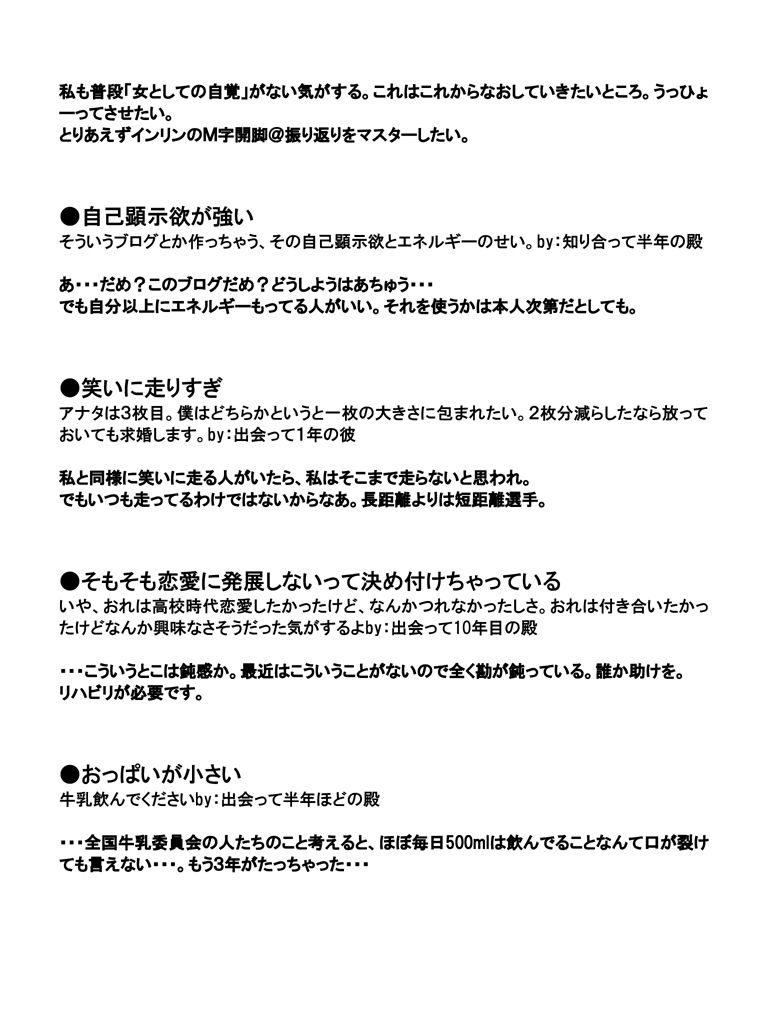 私も普段「女としての自覚」がない気がする。これはこれからなおしていきたいところ。うっひょ
ーってさせたい。
とりあえずインリンのM字開脚＠振り返りをマスターしたい。
●自己顕示欲が強い
そういうブログとか作っちゃう、その自己顕示欲とエネルギーのせい。by：知り合って半年の殿
あ・・・だめ？このブログだめ？どうしようはあちゅう・・・
でも自分以上にエネルギーもってる人がいい。それを使うかは本人次第だとしても。
●笑いに走りすぎ
アナタは３枚目。僕はどちらかというと一枚の大きさに包まれたい。２枚分減らしたなら放って
おいても求婚します。by：出会って１年の彼
私と同様に笑いに走る人がいたら、私はそこまで走らないと思われ。
でもいつも走ってるわけではないからなあ。長距離よりは短距離選手。
●そもそも恋愛に発展しないって決め付けちゃっている
いや、おれは高校時代恋愛したかったけど、なんかつれなかったしさ。おれは付き合いたかっ
たけどなんか興味なさそうだった気がするよby：出会って10年目の殿
・・・こういうとこは鈍感か。最近はこういうことがないので全く勘が鈍っている。誰か助けを。
リハビリが必要です。
●おっぱいが小さい
牛乳飲んでくださいby：出会って半年ほどの殿
・・・全国牛乳委員会の人たちのこと考えると、ほぼ毎日500mlは飲んでることなんて口が裂け
ても言えない・・・。もう３年がたっちゃった・・・